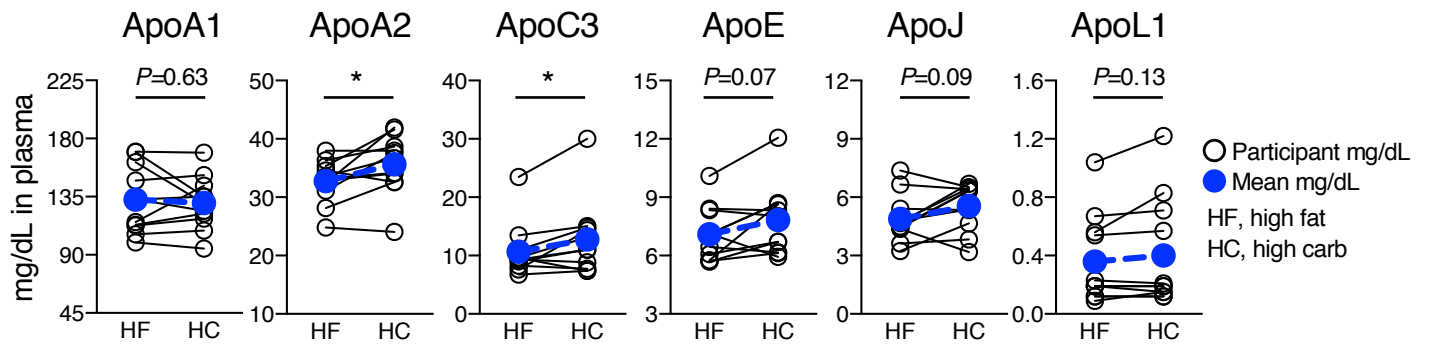 ApoA1 ApoA2 ApoC3 ApoE ApoJ ApoL1
P=0.63 * * P=0.07 P=0.09 P=0.13
mg/dL in plasma
225 50 40 15 12 1.6
180 40 30 12 9 1.2
135 30 20 9 6 0.8
90 20 10 6 3 0.4
45 10 0 3 0 0.0
HF HC HF HC HF HC HF HC HF HC HF HC
Participant mg/dL
Mean mg/dL
HF, high fat
HC, high carb